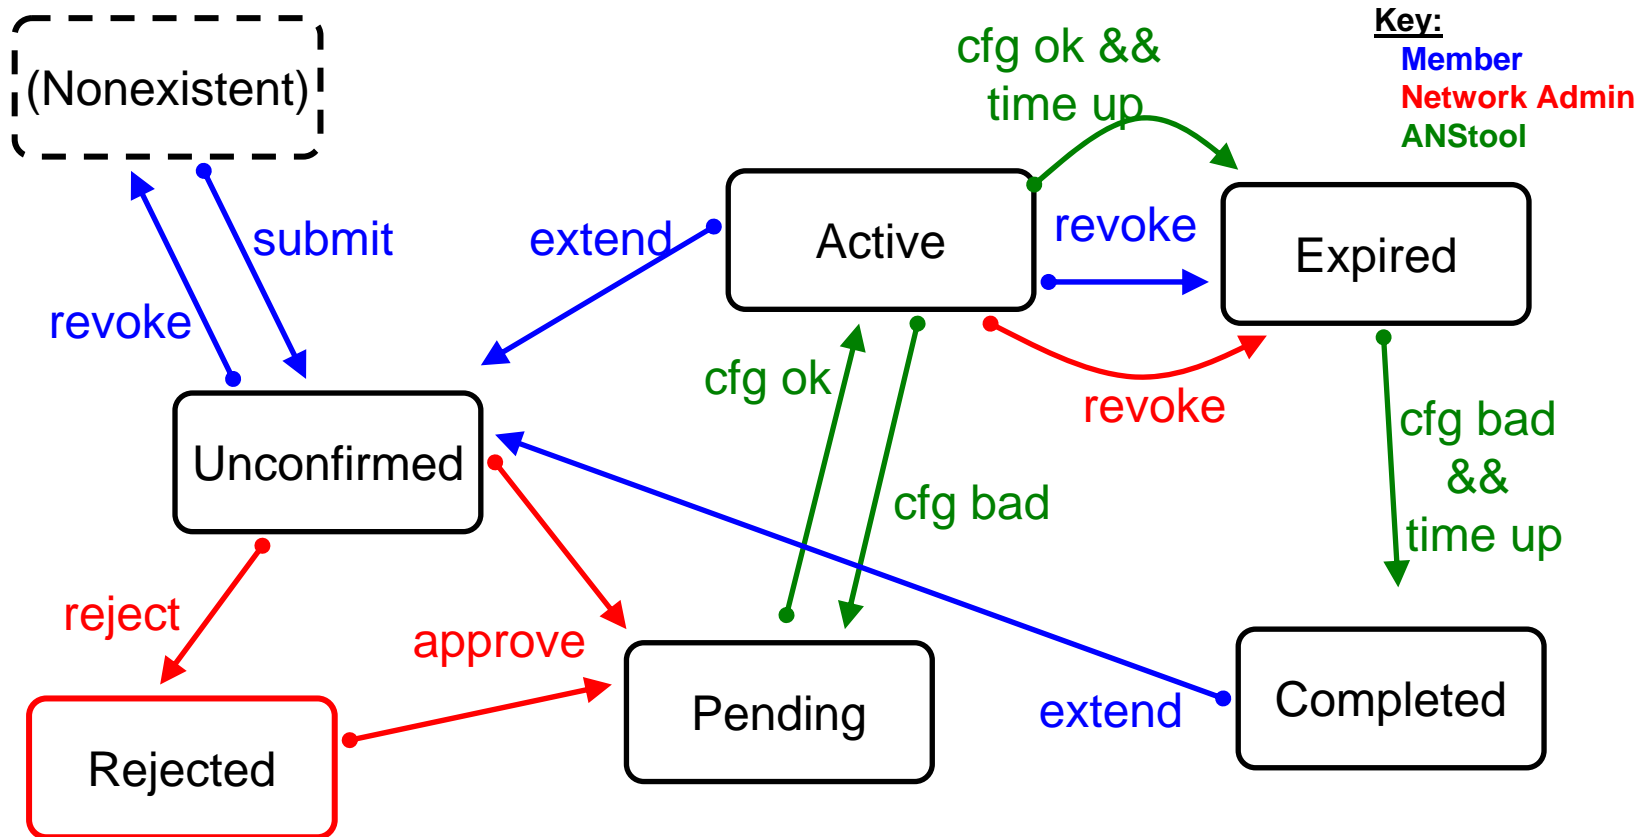 Key:
Member
Network Admin
ANStool
cfg ok &&
time up
(Nonexistent)
submit
extend
Active
revoke
Expired
revoke
cfg ok
revoke
cfg bad
&&
time up
Unconfirmed
cfg bad
reject
approve
Pending
extend
Completed
Rejected